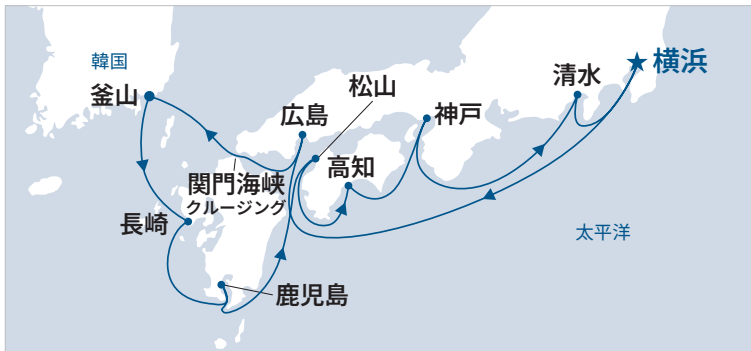 韓国
釜山
松山
広島
神戸
清水
★横浜
高知
関門海峡
クルージング
長崎
太平洋
鹿児島